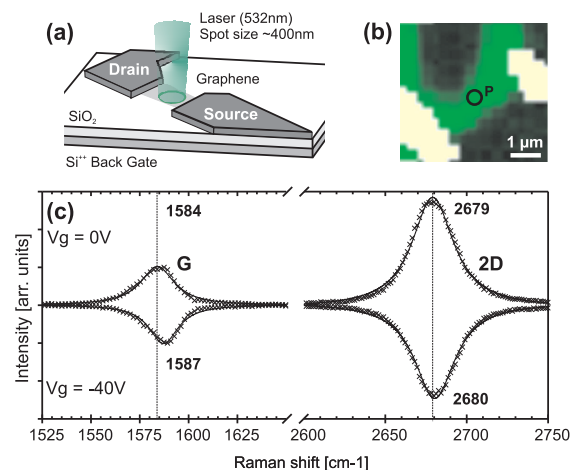 (a)
Laser (532nm)
Spot size ~400nm
Drain
Graphene
SiO₂
Source
Si⁺⁺ Back Gate
(b)
P
1 µm
(c)
1584
2679
Vg = 0V
G
2D
1587
2680
Vg = -40V
Intensity [arr. units]
1525 1550 1575 1600 1625 2600 2650 2700 2750
Raman shift [cm-1]